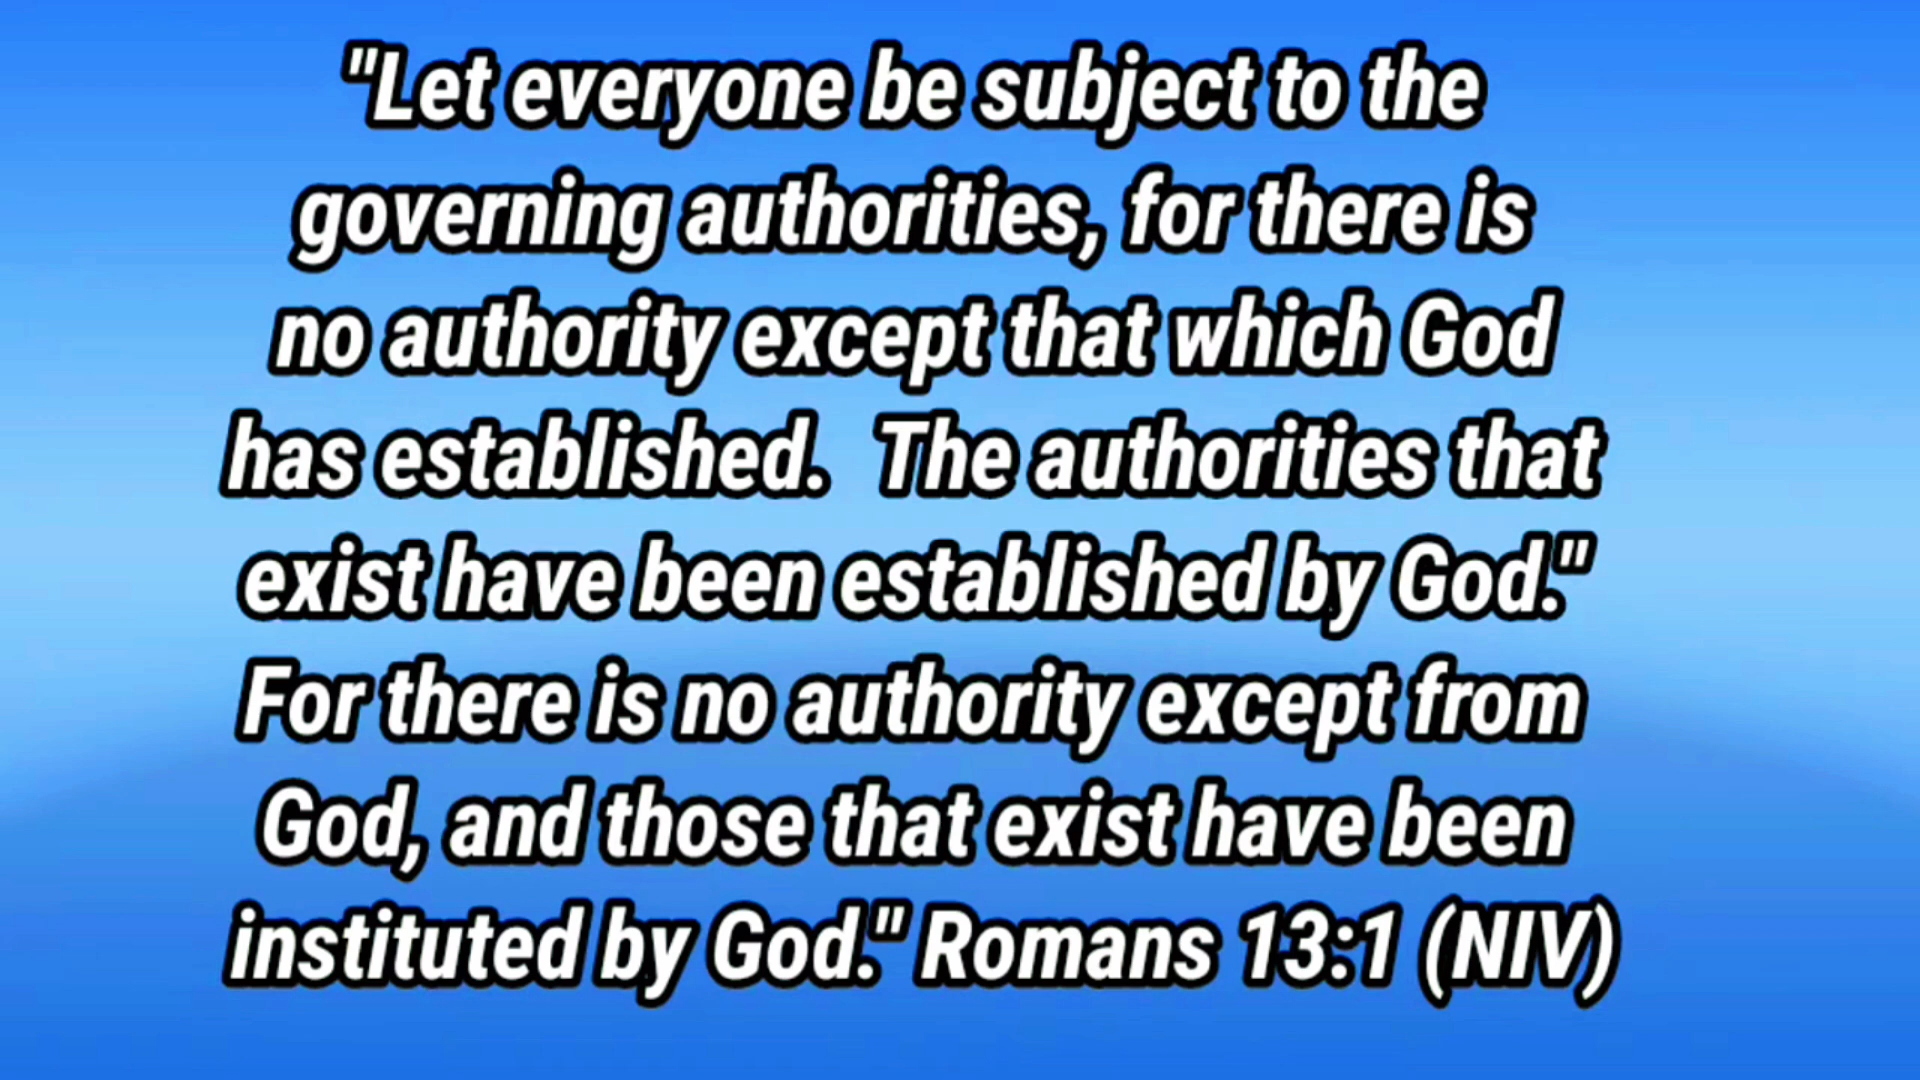 "Let everyone be subject to the
governing authorities, for there is
no authority except that which God
has established.  The authorities that
exist have been established by God."
For there is no authority except from
God, and those that exist have been
instituted by God." Romans 13:1 (NIV)